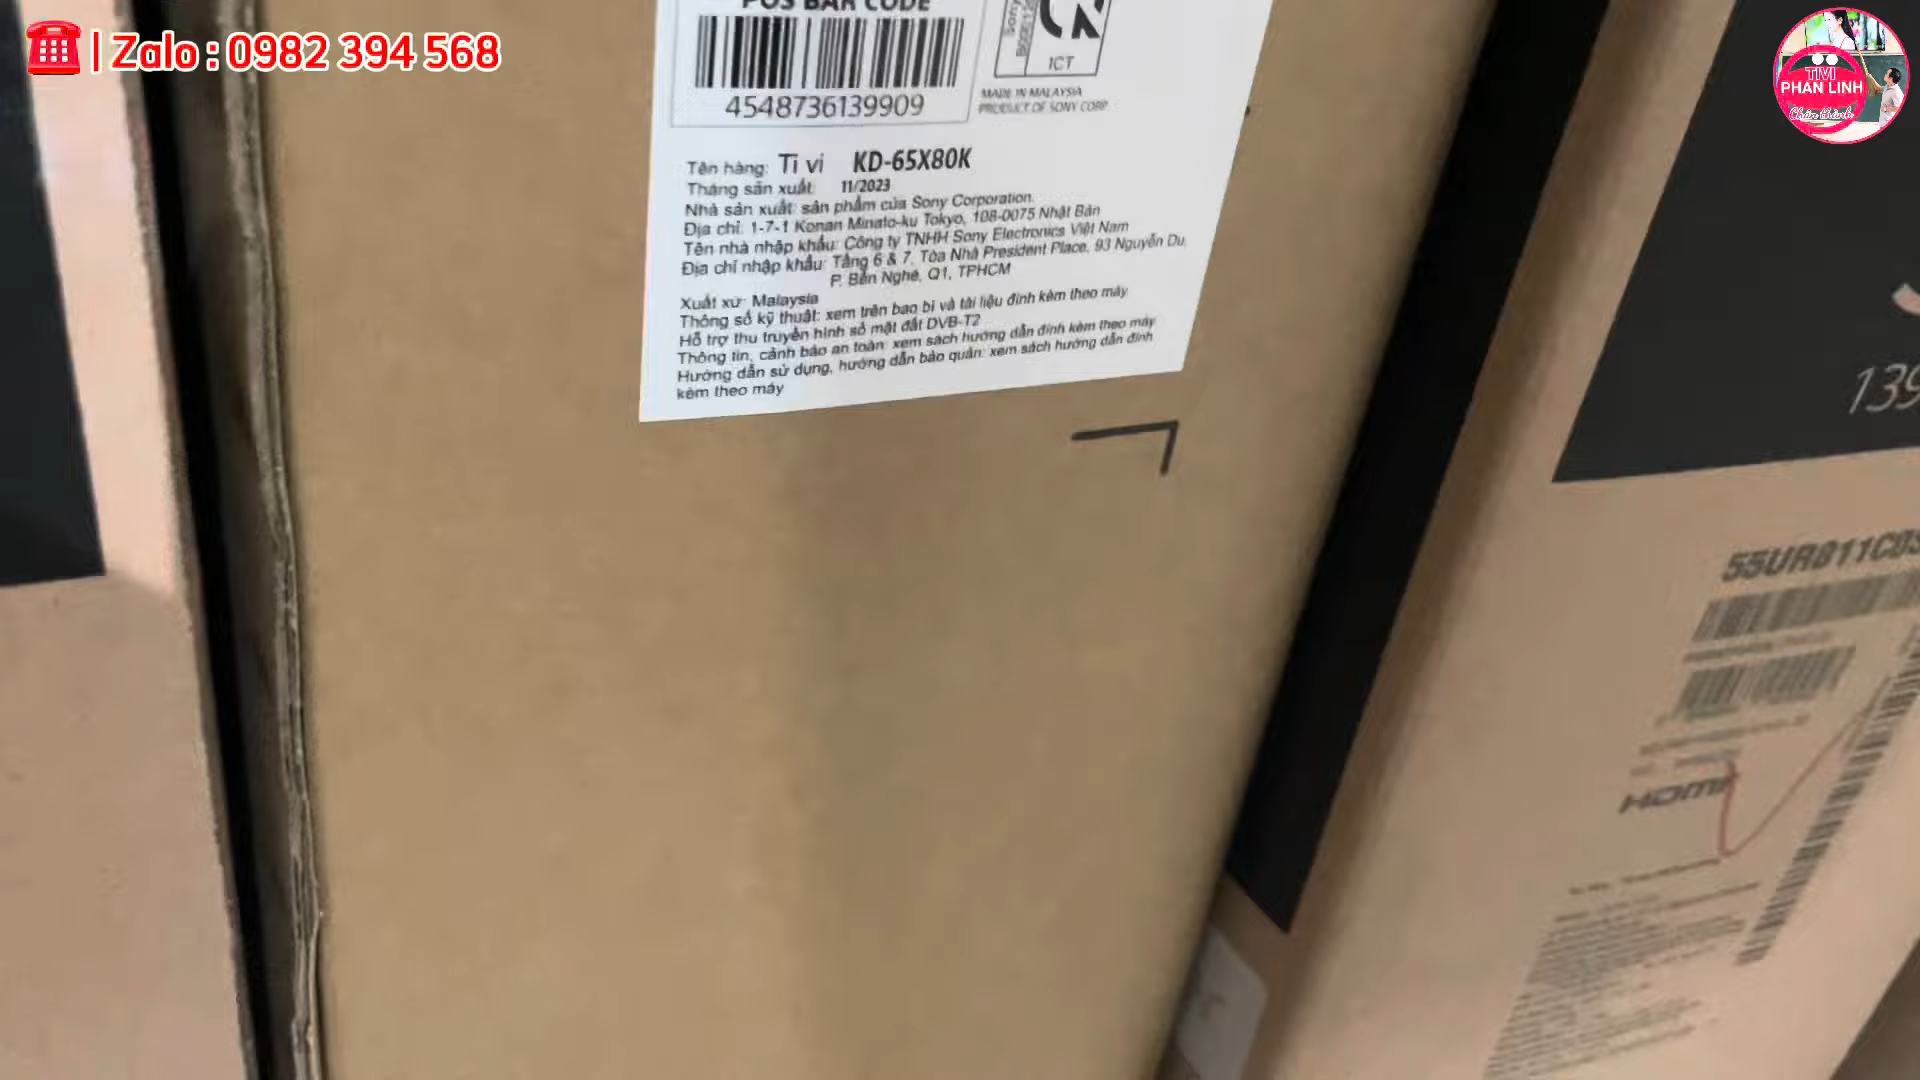 | Zalo : 0982 394 568
TIVI
PHAN LINH
Chân thành
POS BAR CODE
4548736139909
Sony
ICT
MADE IN MALAYSIA
PRODUCT OF SONY CORP
Tên hàng: Ti vi KD-65X80K
Tháng sản xuất: 11/2023
Nhà sản xuất: sản phẩm của Sony Corporation.
Địa chỉ: 1-7-1 Konan Minato-ku Tokyo, 108-0075 Nhật Bản
Tên nhà nhập khẩu: Công ty TNHH Sony Electronics Việt Nam
Địa chỉ nhập khẩu: Tầng 6 & 7, Tòa Nhà President Place, 93 Nguyễn Du,
P. Bến Nghé, Q1, TPHCM
Xuất xứ: Malaysia
Thông số kỹ thuật: xem trên bao bì và tài liệu đính kèm theo máy
Hỗ trợ thu truyền hình số mặt đất DVB-T2
Thông tin, cảnh báo an toàn: xem sách hướng dẫn đính kèm theo máy
Hướng dẫn sử dụng, hướng dẫn bảo quản: xem sách hướng dẫn đính
kèm theo máy
139
55UR811C0S
HDMI